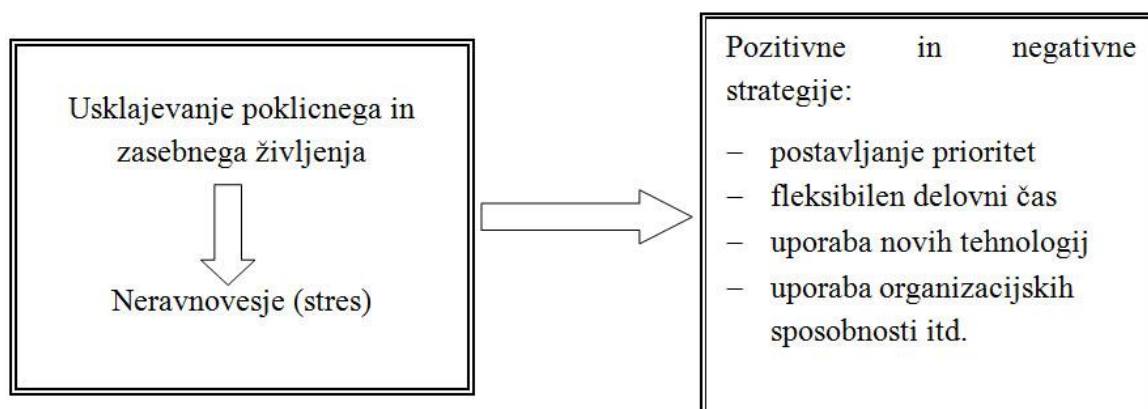 Usklajevanje poklicnega in
zasebnega življenja
Neravnovesje (stres)
Pozitivne in negativne
strategije:
– postavljanje prioritet
– fleksibilen delovni čas
– uporaba novih tehnologij
– uporaba organizacijskih
sposobnosti itd.